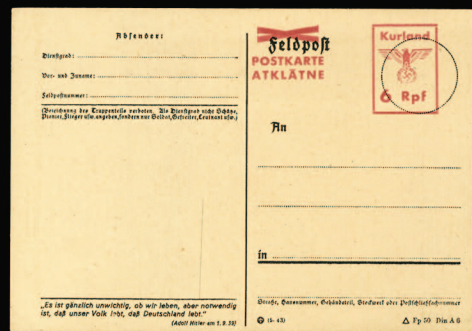 Absender:
Dienstgrad:
Vor- und Zuname:
Feldpostnummer:
(Bezeichnung des Truppenteils verboten. Als Dienstgrad nicht Schütze,
Pionier, Flieger usw. angeben, sondern nur Soldat, Gefreiter, Leutnant usw.)
„Es ist gänzlich unwichtig, ob wir leben, aber notwendig
ist, daß unser Volk lebt, daß Deutschland lebt."
(Adolf Hitler am 1. 9. 39)
Feldpost
POSTKARTE
ATKLĀTNE
Kurland
6 Rpf
An
in
Straße, Hausnummer, Gebäudeteil, Stockwerk oder Postschließfachnummer
(5. 43)
Fp 50 Din A 6